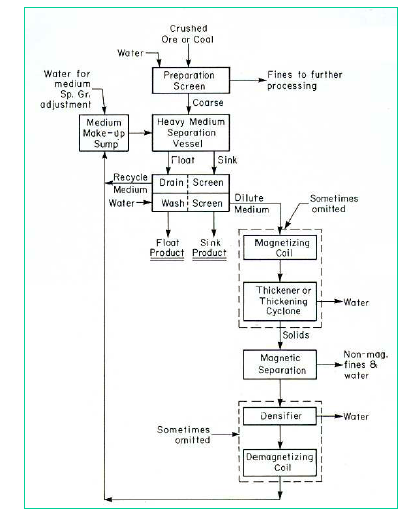 Crushed
Ore or Coal
Water
Preparation
Screen
Fines to further
processing
Water for
medium
Sp. Gr.
adjustment
Coarse
Medium
Make-up
Sump
Heavy Medium
Separation
Vessel
Float
Sink
Recycle
Medium
Drain
Screen
Water
Wash
Screen
Dilute
Medium
Sometimes
omitted
Float
Product
Sink
Product
Magnetizing
Coil
Thickener or
Thickening
Cyclone
Water
Solids
Magnetic
Separation
Non-mag.
fines &
water
Densifier
Water
Sometimes
omitted
Demagnetizing
Coil